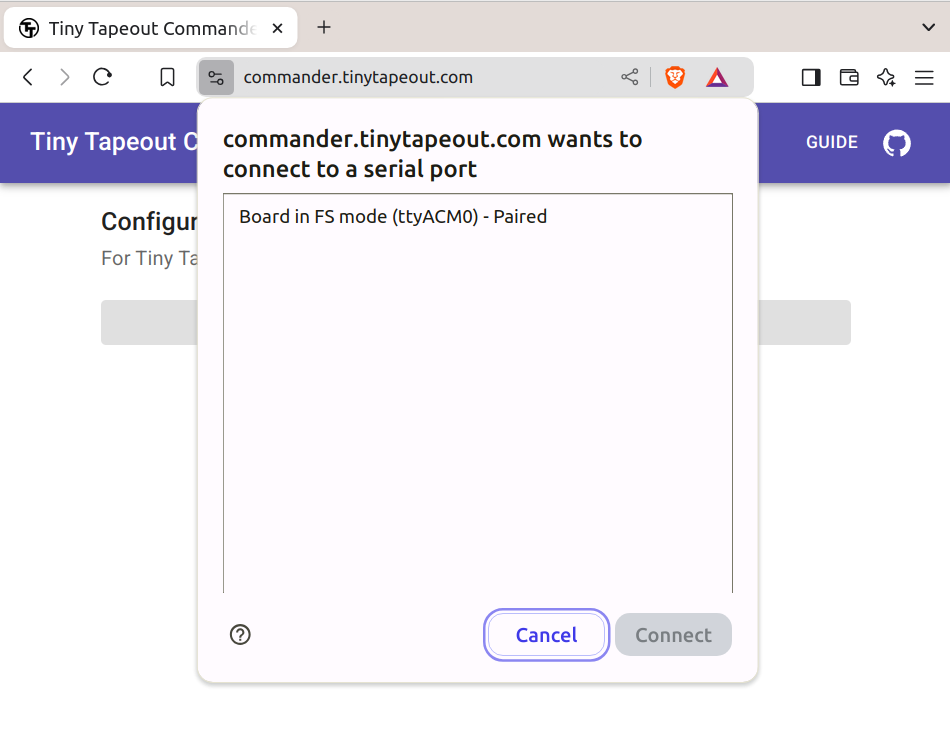 Tiny Tapeout Commande
commander.tinytapeout.com
Tiny Tapeout C
GUIDE
commander.tinytapeout.com wants to
connect to a serial port
Configur
For Tiny Ta
Board in FS mode (ttyACM0) - Paired
Cancel
Connect